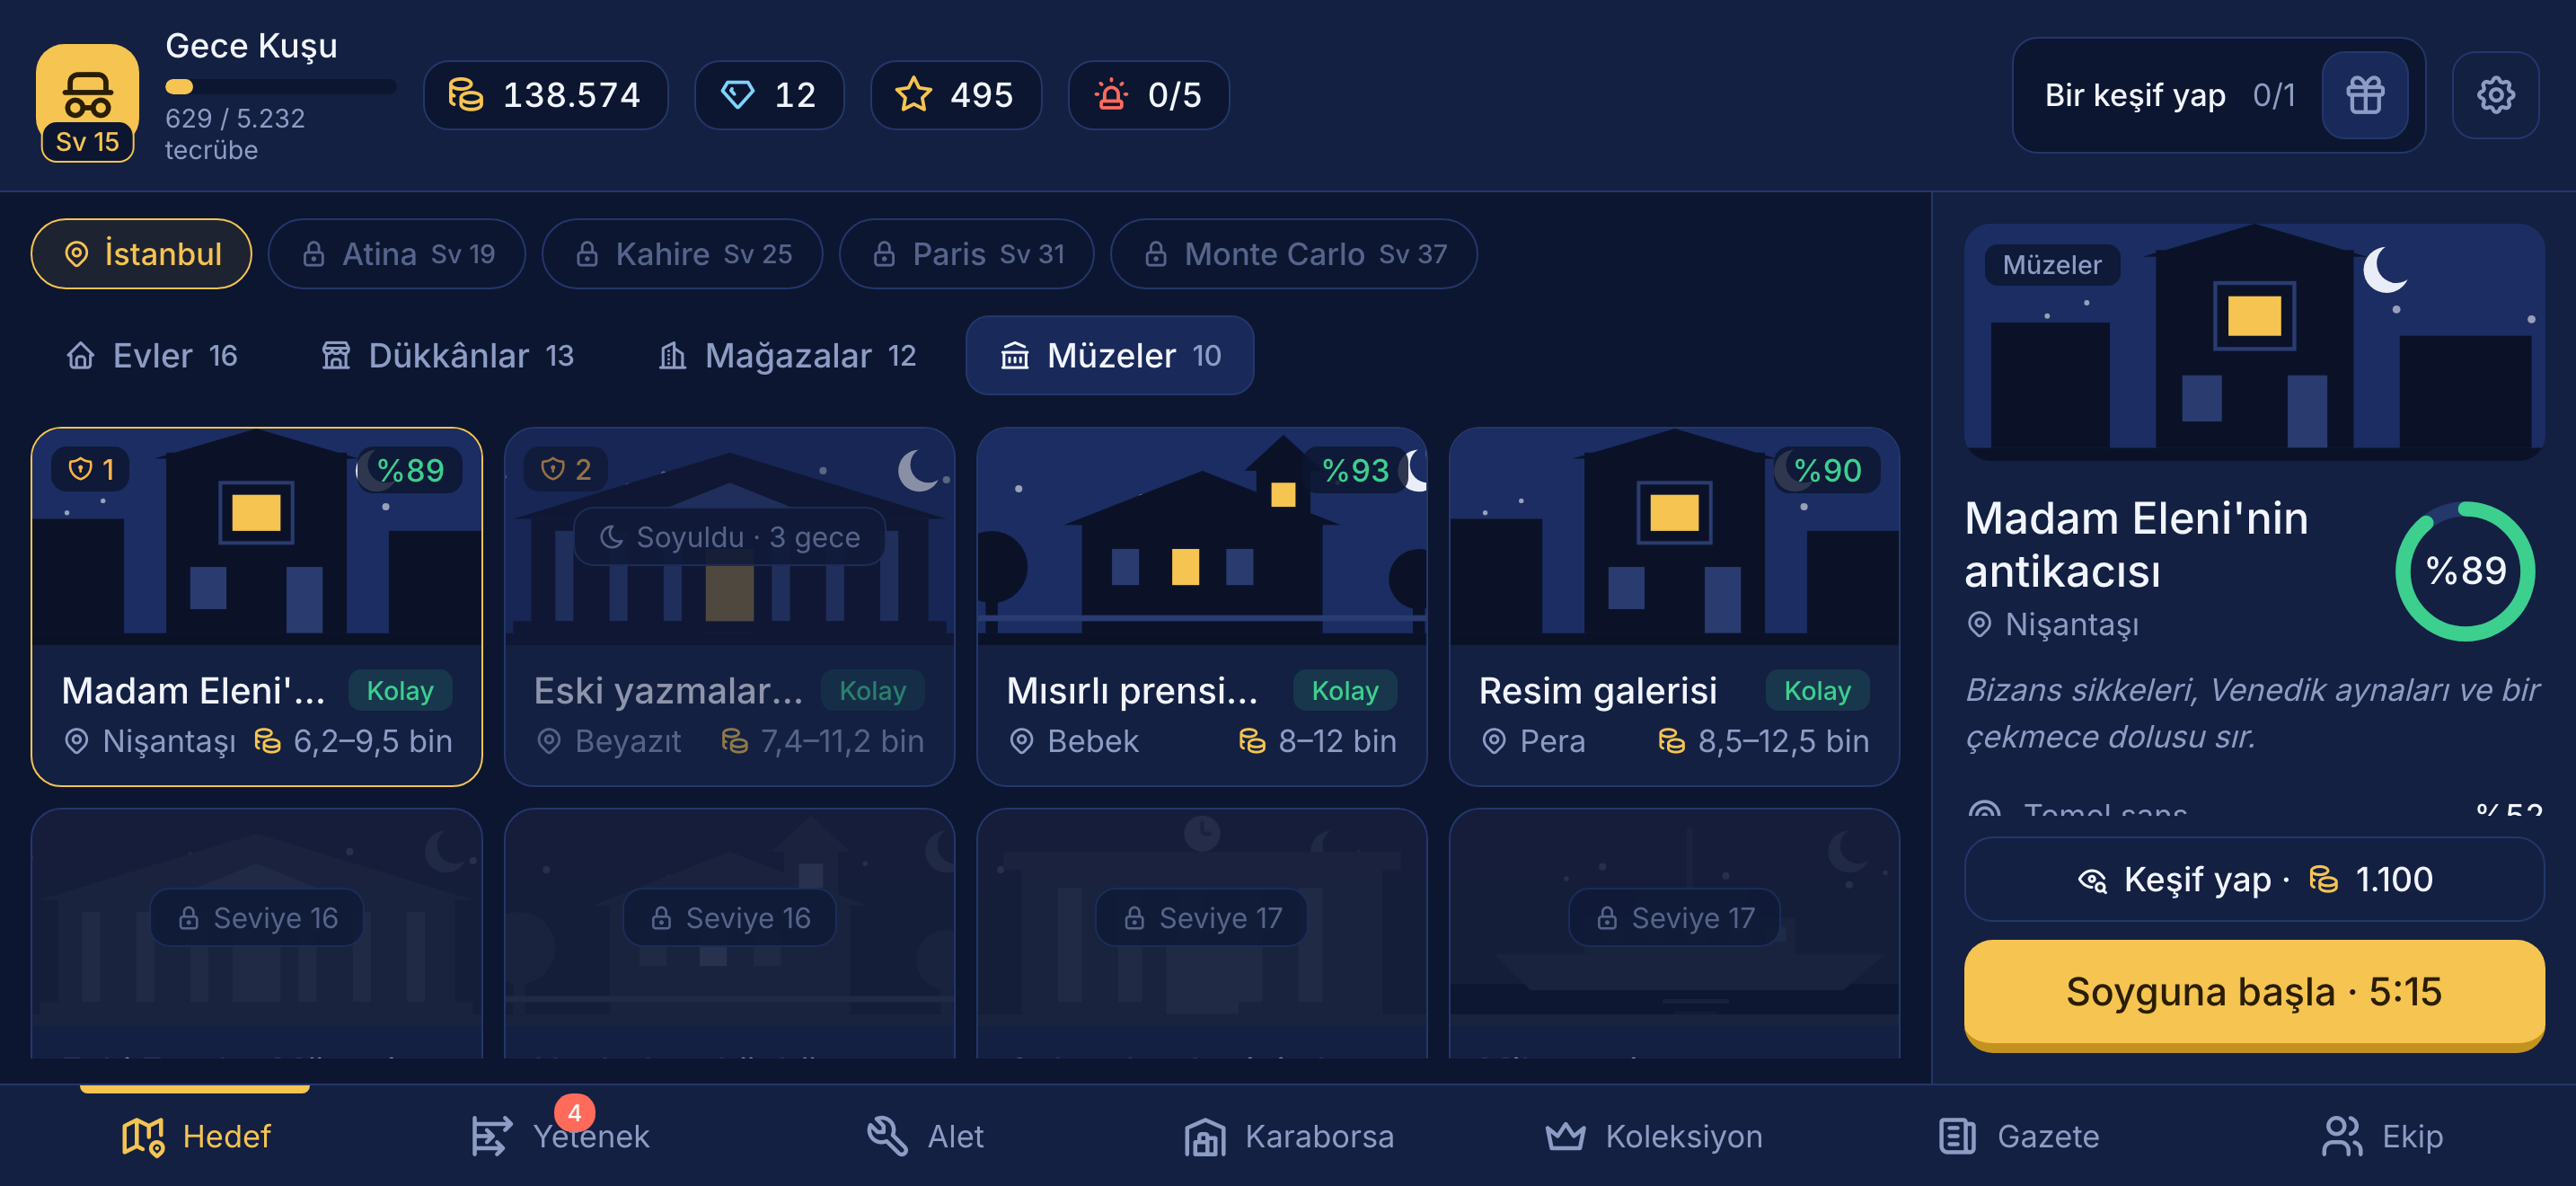 Gece Kuşu
Sv 15
629 / 5.232
tecrübe
138.574
12
495
0/5
Bir keşif yap 0/1
İstanbul
Atina Sv 19
Kahire Sv 25
Paris Sv 31
Monte Carlo Sv 37
Evler 16
Dükkânlar 13
Mağazalar 12
Müzeler 10
1
%89
Madam Eleni'... Kolay
Nişantaşı 6,2–9,5 bin
2
Soyuldu · 3 gece
Eski yazmalar... Kolay
Beyazıt 7,4–11,2 bin
%93
Mısırlı prensi... Kolay
Bebek 8–12 bin
%90
Resim galerisi Kolay
Pera 8,5–12,5 bin
Seviye 16
Seviye 16
Seviye 17
Seviye 17
Müzeler
Madam Eleni'nin
antikacısı
%89
Nişantaşı
Bizans sikkeleri, Venedik aynaları ve bir
çekmece dolusu sır.
Temel şans %52
Keşif yap · 1.100
Soyguna başla · 5:15
Hedef
4
Yetenek
Alet
Karaborsa
Koleksiyon
Gazete
Ekip